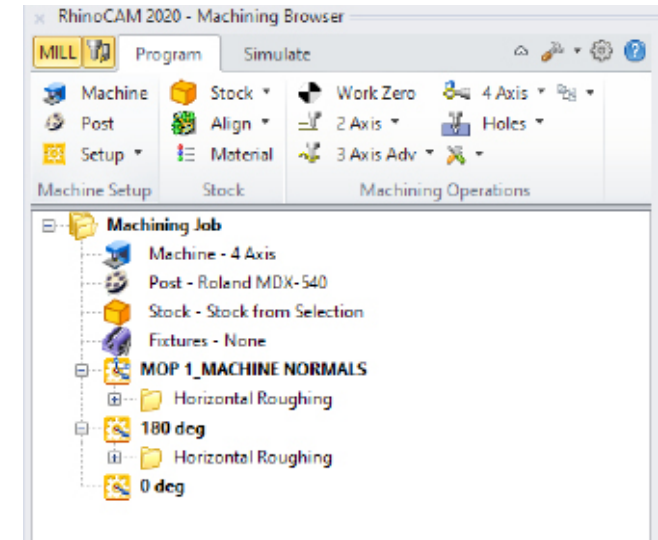 RhinoCAM 2020 - Machining Browser
MILL Program Simulate
Machine Stock Work Zero 4 Axis
Post Align 2 Axis Holes
Setup Material 3 Axis Adv
Machine Setup Stock Machining Operations
Machining Job
Machine - 4 Axis
Post - Roland MDX-540
Stock - Stock from Selection
Fixtures - None
MOP 1_MACHINE NORMALS
Horizontal Roughing
180 deg
Horizontal Roughing
0 deg